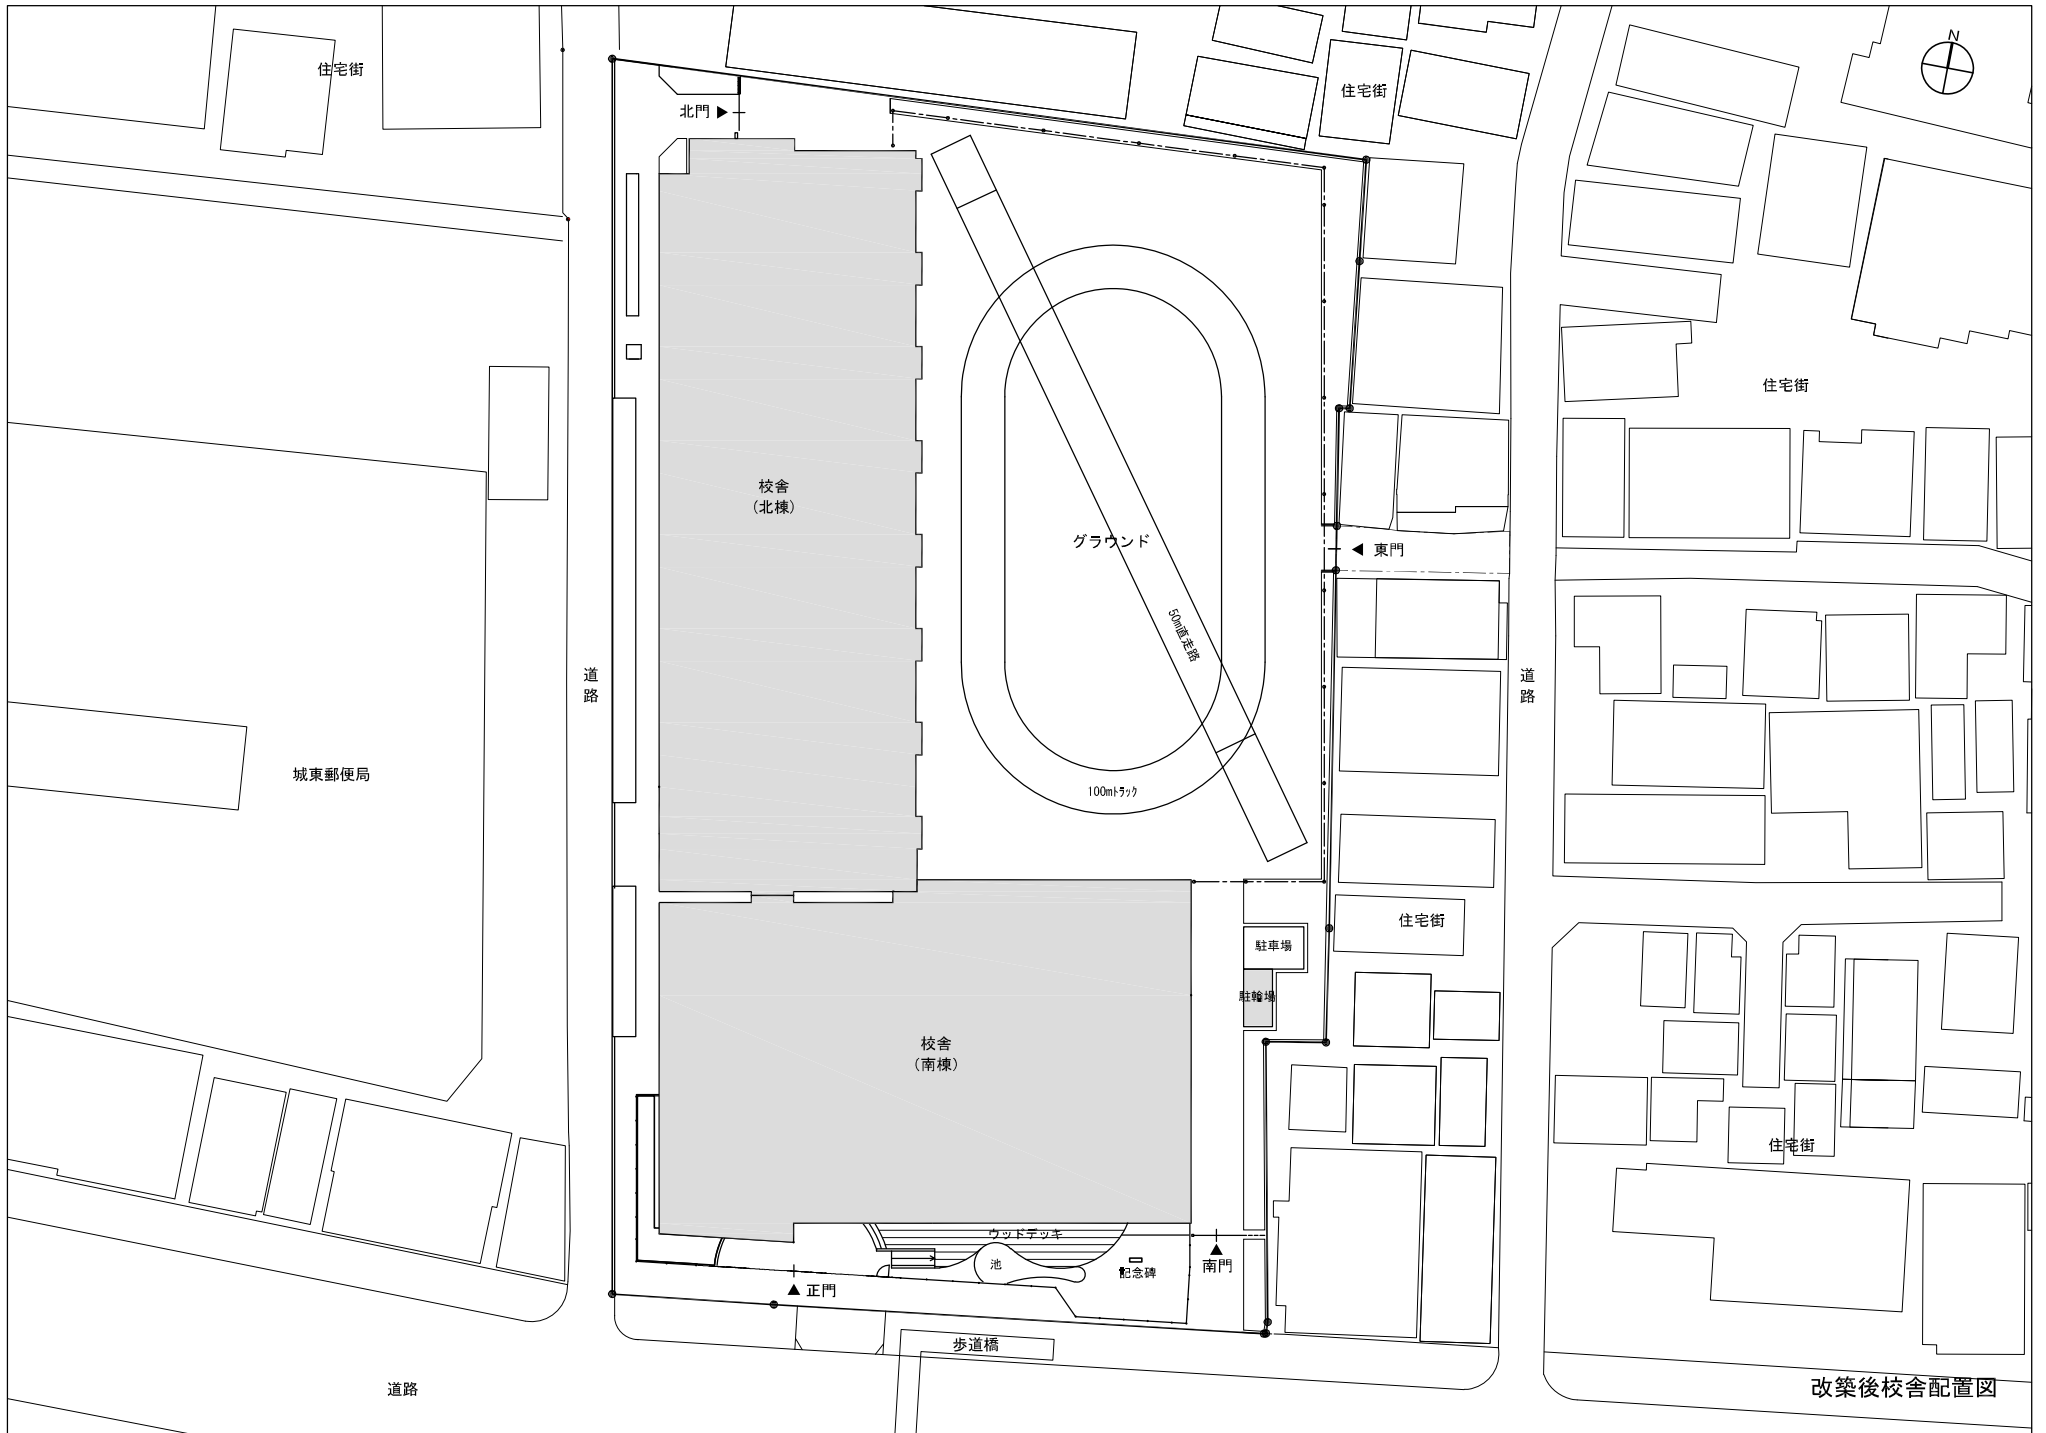 N
住宅街
住宅街
北門
住宅街
校舎
（北棟）
グラウンド
東門
50m直走路
道路
道路
城東郵便局
100mトラック
住宅街
駐車場
駐輪場
校舎
（南棟）
住宅街
ウッドデッキ
池
記念碑
南門
正門
歩道橋
道路
改築後校舎配置図